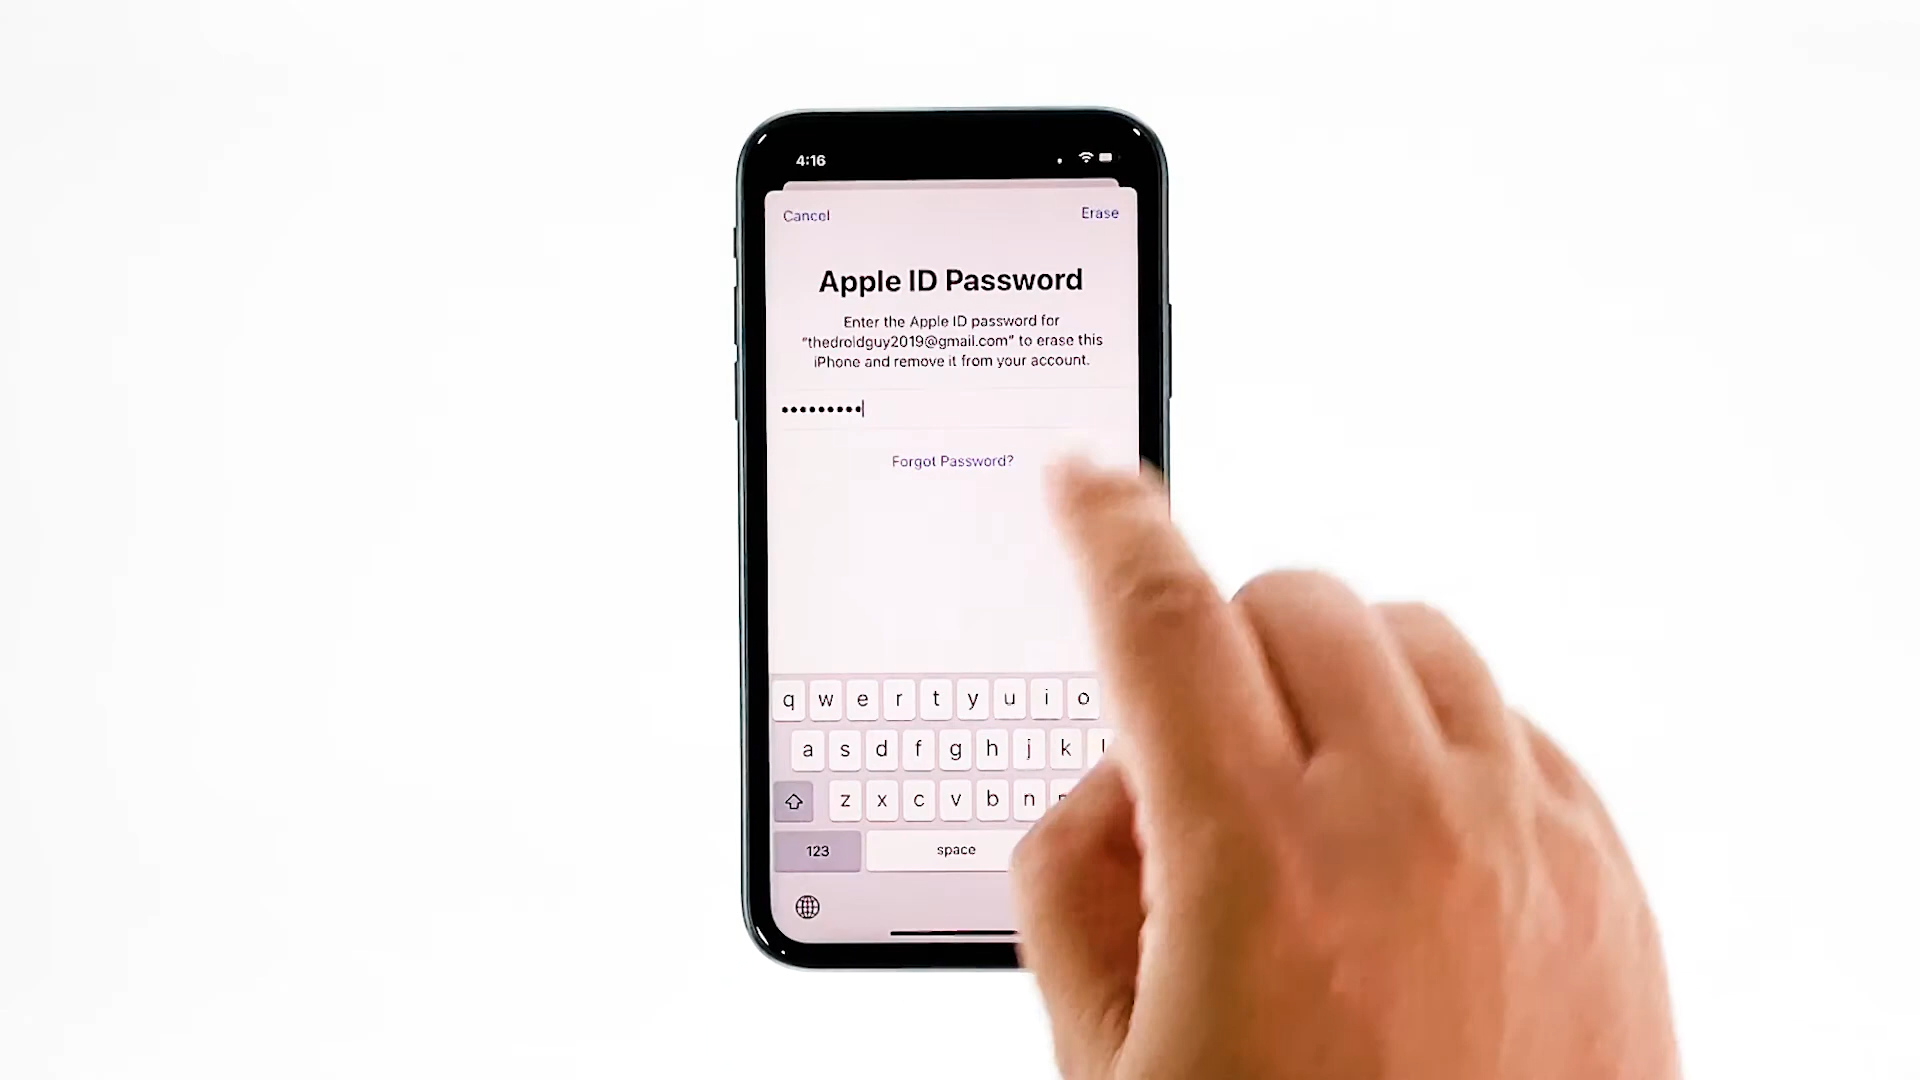 4:16
Cancel
Erase
Apple ID Password
Enter the Apple ID password for
“thedroidguy2019@gmail.com” to erase this
iPhone and remove it from your account.
Forgot Password?
q w e r t y u i o
a s d f g h j k
z x c v b n
123 space